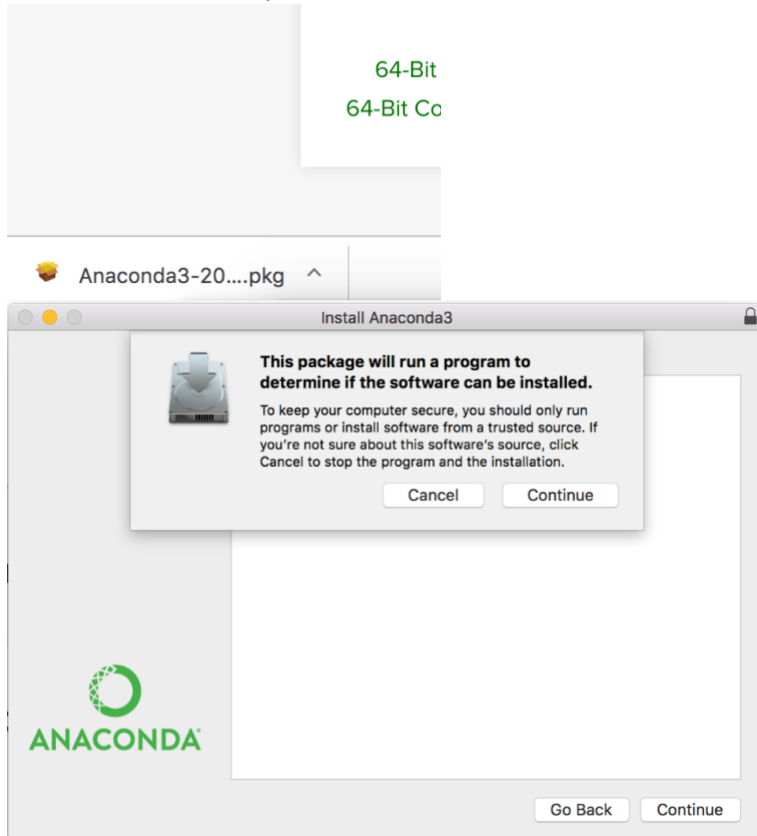 64-Bit
64-Bit Co
Anaconda3-20....pkg
Install Anaconda3
This package will run a program to
determine if the software can be installed.
To keep your computer secure, you should only run
programs or install software from a trusted source. If
you're not sure about this software's source, click
Cancel to stop the program and the installation.
Cancel Continue
ANACONDA
Go Back Continue